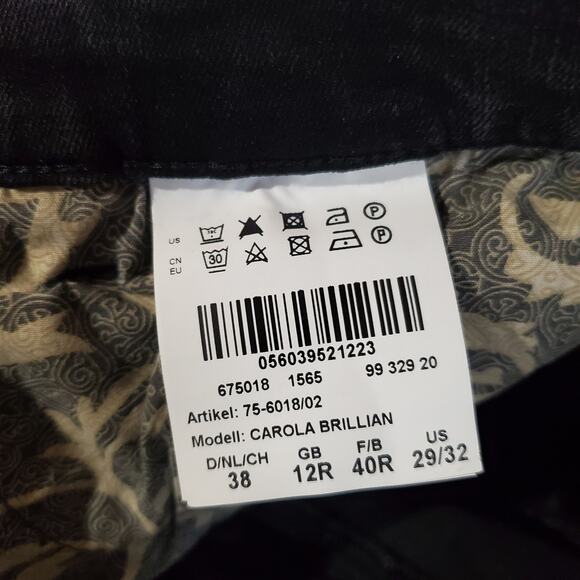 US
CN
EU 30
P
P
056039521223
675018 1565 99 329 20
Artikel: 75-6018/02
Modell: CAROLA BRILLIAN
D/NL/CH GB F/B US
38 12R 40R 29/32